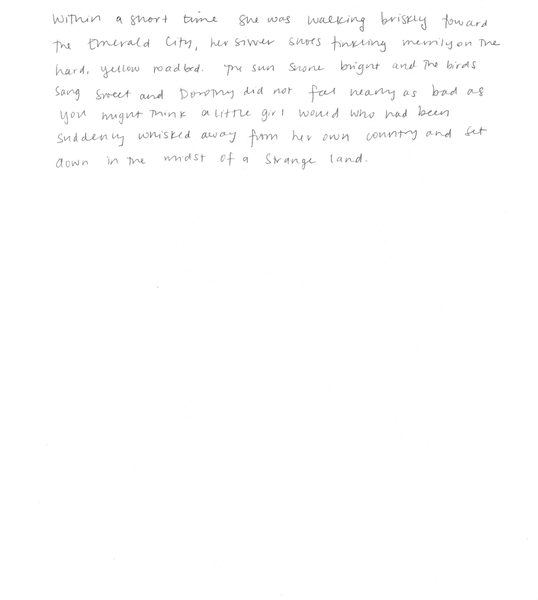 Within a short time she was walking briskly toward
the Emerald City, her silver shoes tinkling merrily on the
hard, yellow roadbed. The sun shone bright and the birds
sang sweet and Dorothy did not feel nearly as bad as
you might think a little girl would who had been
suddenly whisked away from her own country and set
down in the midst of a strange land.